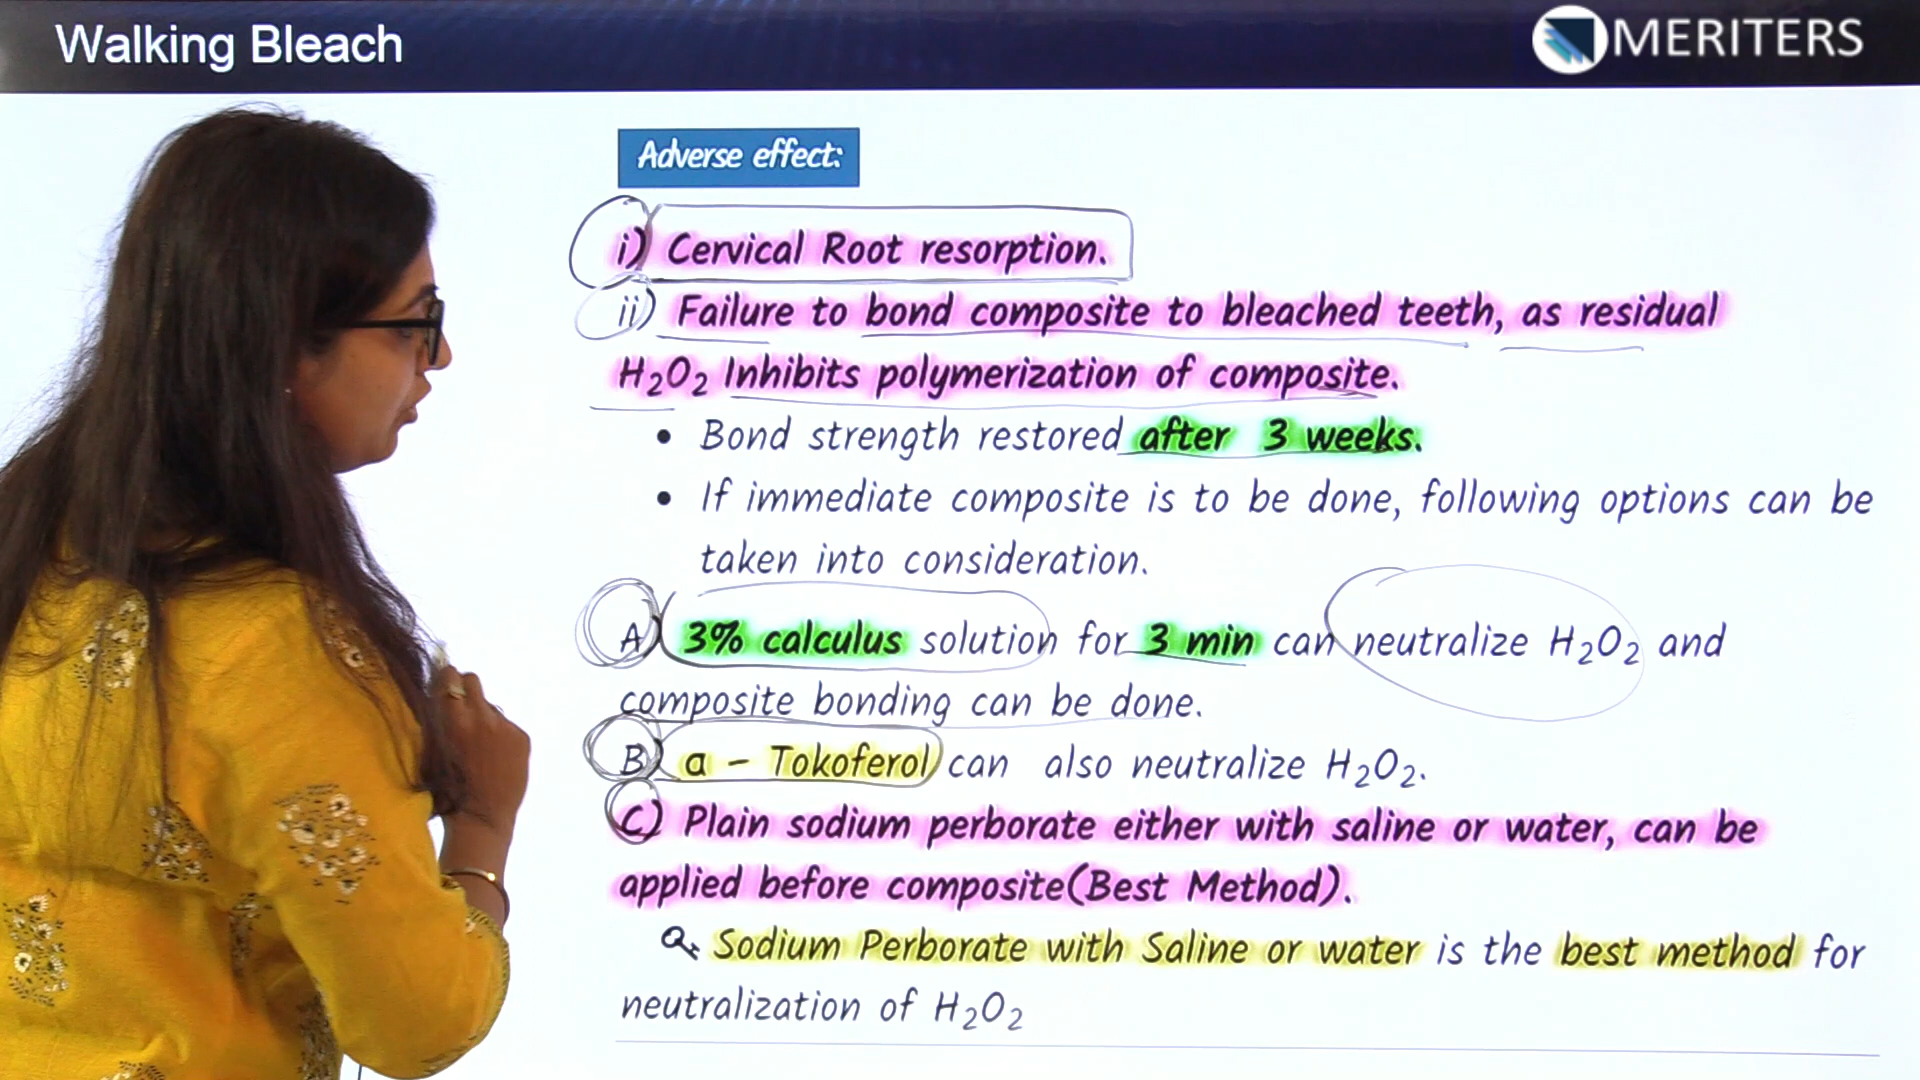 Walking Bleach
MERITERS
Adverse effect:
i) Cervical Root resorption.
ii) Failure to bond composite to bleached teeth, as residual
H₂O₂ Inhibits polymerization of composite.
• Bond strength restored after 3 weeks.
• If immediate composite is to be done, following options can be
taken into consideration.
A) 3% calculus solution for 3 min can neutralize H₂O₂ and
composite bonding can be done.
B) a - Tokoferol can also neutralize H₂O₂.
C) Plain sodium perborate either with saline or water, can be
applied before composite(Best Method).
Q. Sodium Perborate with Saline or water is the best method for
neutralization of H₂O₂